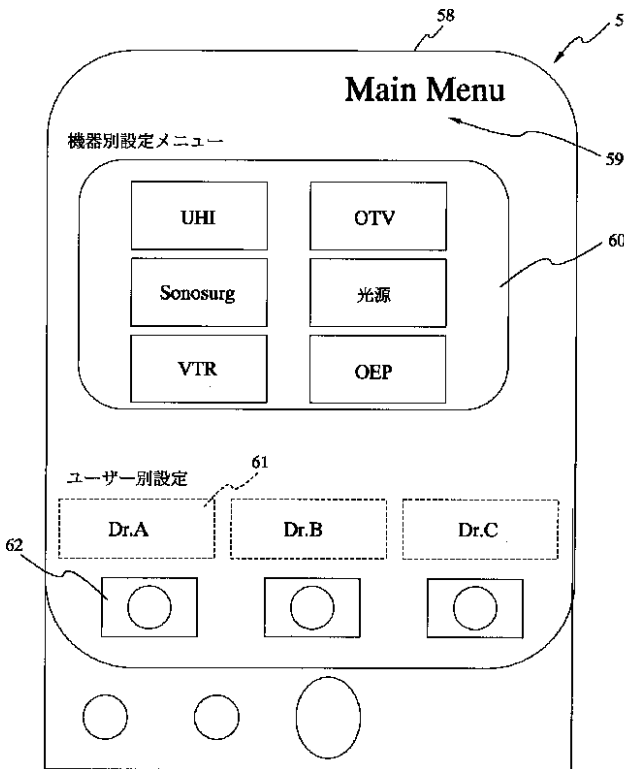 58
5
Main Menu
機器別設定メニュー
59
UHI OTV
60
Sonosurg 光源
VTR OEP
ユーザー別設定
61
Dr.A Dr.B Dr.C
62